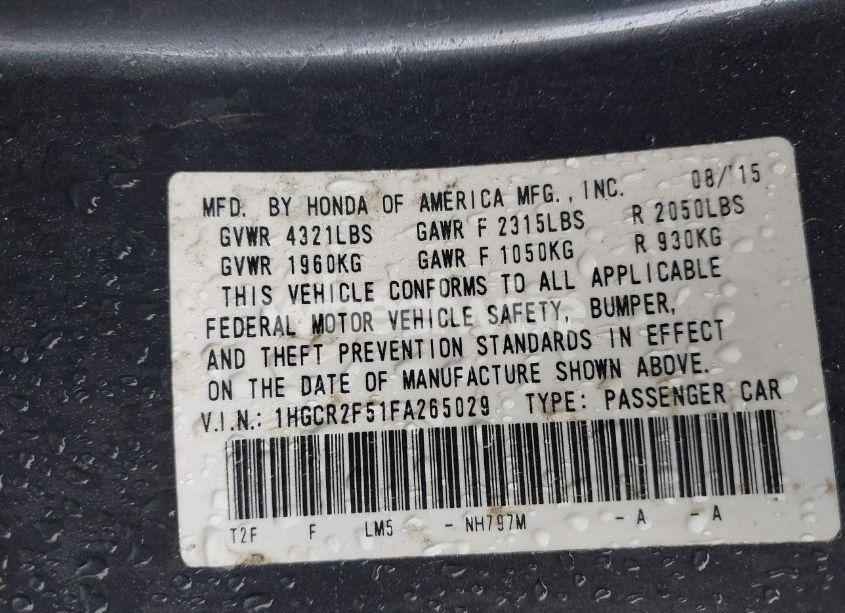 MFD. BY HONDA OF AMERICA MFG., INC. 08/'15
GVWR 4321LBS GAWR F 2315LBS R 2050LBS
GVWR 1960KG GAWR F 1050KG R 930KG
THIS VEHICLE CONFORMS TO ALL APPLICABLE
FEDERAL MOTOR VEHICLE SAFETY, BUMPER,
AND THEFT PREVENTION STANDARDS IN EFFECT
ON THE DATE OF MANUFACTURE SHOWN ABOVE.
V.I.N.: 1HGCR2F51FA265029 TYPE: PASSENGER CAR
T2F F LM5 - NH797M - A - A